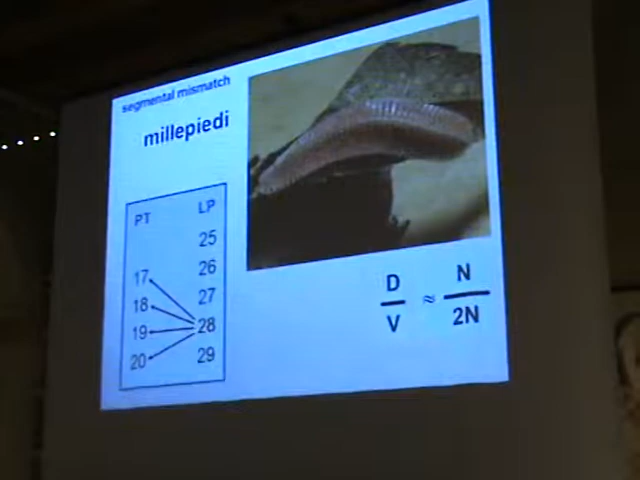 segmental mismatch
millepiedi
PT LP
25
26
17 27
18 28
19 29
20
D/V ≈ N/2N